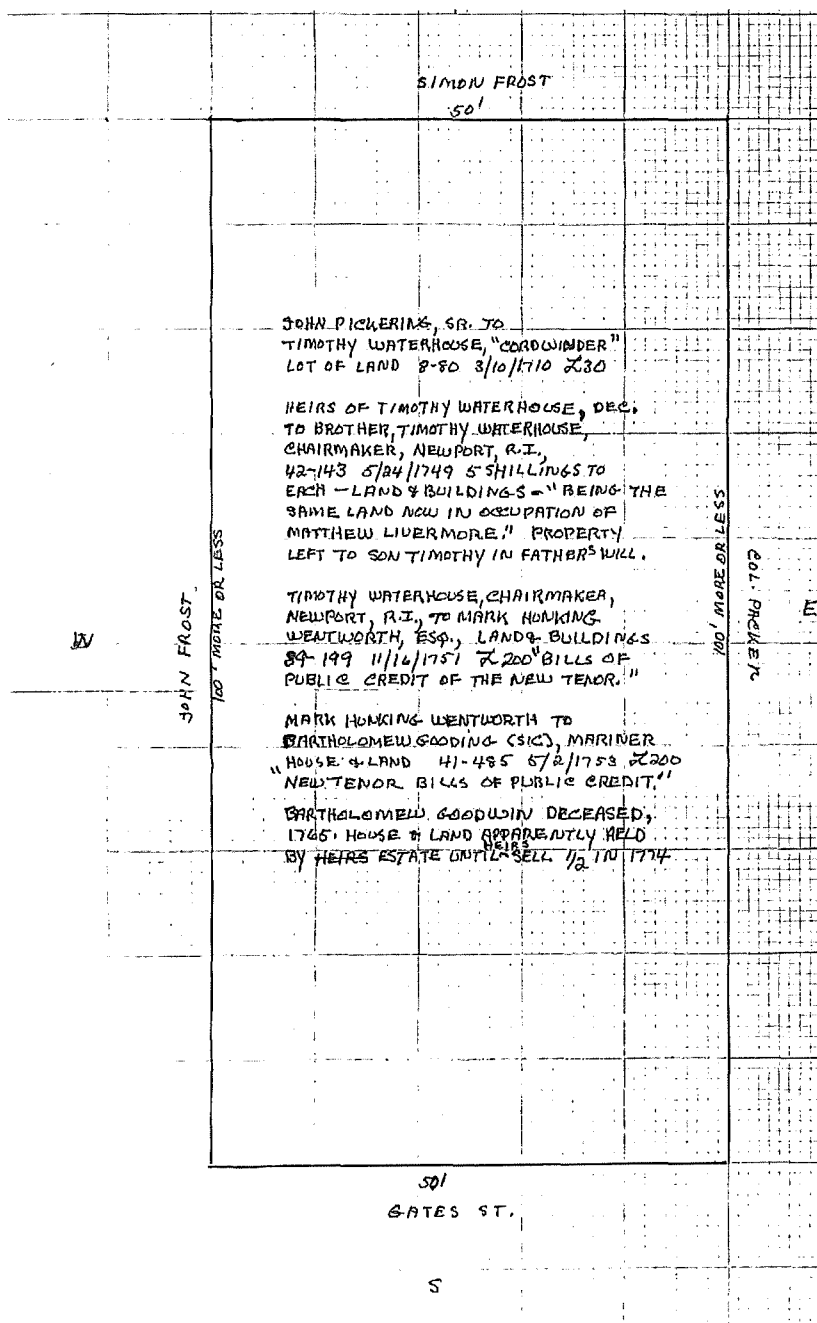 SIMON FROST
50'
JOHN PICKERING, SR. TO
TIMOTHY WATERHOUSE, "CORDWINDER"
LOT OF LAND 8-80 3/10/1710 £30
HEIRS OF TIMOTHY WATERHOUSE, DEC.
TO BROTHER, TIMOTHY WATERHOUSE,
CHAIRMAKER, NEWPORT, R.I.,
42-143 5/24/1749 5 SHILLINGS TO
EACH - LAND & BUILDINGS - "BEING THE
SAME LAND NOW IN OCCUPATION OF
MATTHEW LIVERMORE." PROPERTY
LEFT TO SON TIMOTHY IN FATHERS WILL.
TIMOTHY WATERHOUSE, CHAIRMAKER,
NEWPORT, R.I., TO MARK HUNKING
WENTWORTH, ESQ., LAND & BUILDINGS
39-199 11/16/1751 £200 "BILLS OF
PUBLIC CREDIT OF THE NEW TENOR."
MARK HUNKING WENTWORTH TO
BARTHOLOMEW GOODING (SIC), MARINER
"HOUSE & LAND 41-485 5/2/1753 £200
NEW TENOR BILLS OF PUBLIC CREDIT."
BARTHOLOMEW GOODWIN DECEASED,
1765. HOUSE & LAND APPARENTLY HELD
BY HEIRS ESTATE UNTIL HEIRS SELL 1/2 IN 1774
W
JOHN FROST
100' MORE OR LESS
100', MORE OR LESS
COL. PACKER
E
50'
GATES ST.
S